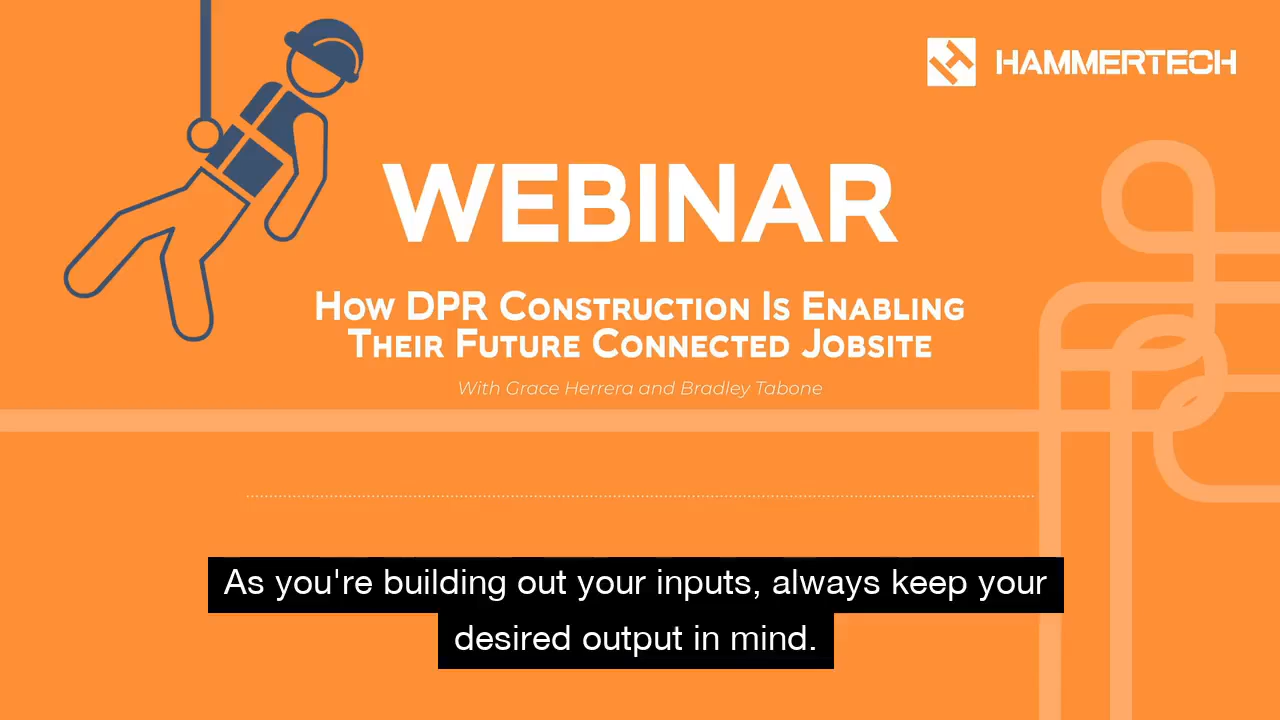 HAMMERTECH
WEBINAR
How DPR Construction Is Enabling
Their Future Connected Jobsite
With Grace Herrera and Bradley Tabone
As you're building out your inputs, always keep your
desired output in mind.